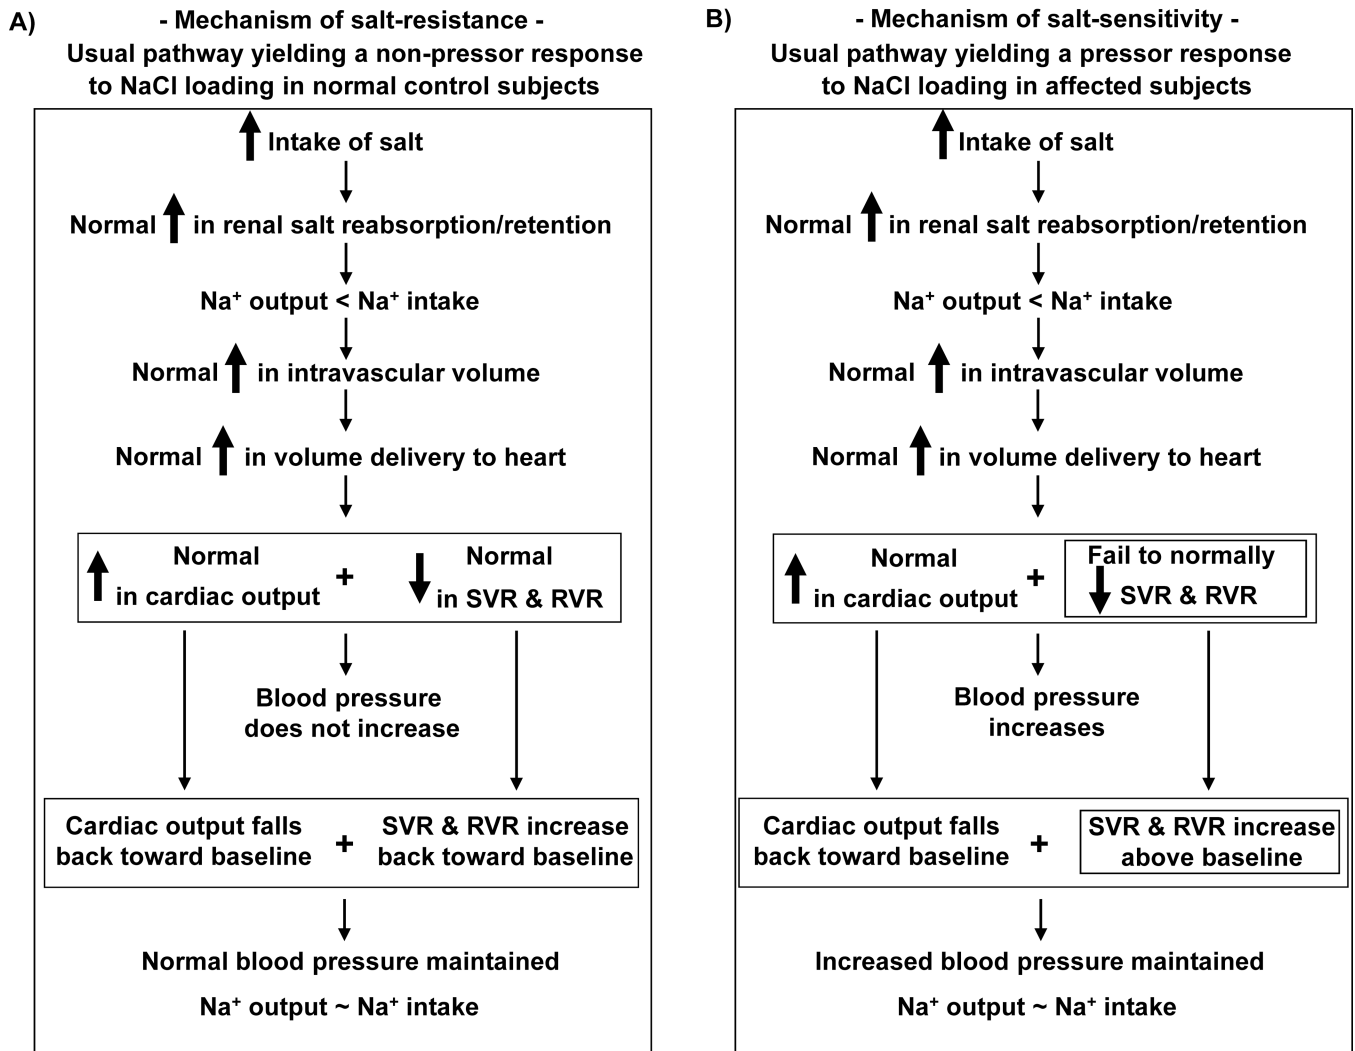 A)
- Mechanism of salt-resistance -
Usual pathway yielding a non-pressor response
to NaCl loading in normal control subjects
Intake of salt
Normal in renal salt reabsorption/retention
Na+ output < Na+ intake
Normal in intravascular volume
Normal in volume delivery to heart
Normal
in cardiac output
+
Normal
in SVR & RVR
Blood pressure
does not increase
Cardiac output falls
back toward baseline
+
SVR & RVR increase
back toward baseline
Normal blood pressure maintained
Na+ output ~ Na+ intake
B)
- Mechanism of salt-sensitivity -
Usual pathway yielding a pressor response
to NaCl loading in affected subjects
Intake of salt
Normal in renal salt reabsorption/retention
Na+ output < Na+ intake
Normal in intravascular volume
Normal in volume delivery to heart
Normal
in cardiac output
+
Fail to normally
SVR & RVR
Blood pressure
increases
Cardiac output falls
back toward baseline
+
SVR & RVR increase
above baseline
Increased blood pressure maintained
Na+ output ~ Na+ intake